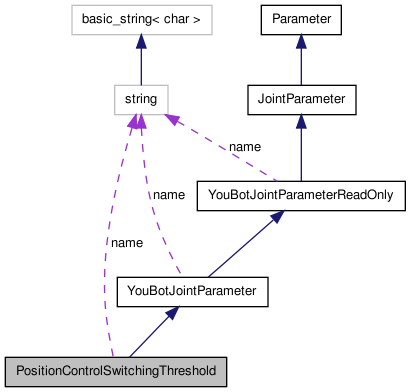 basic_string< char >
Parameter
string
JointParameter
name
YouBotJointParameterReadOnly
name
name
YouBotJointParameter
PositionControlSwitchingThreshold